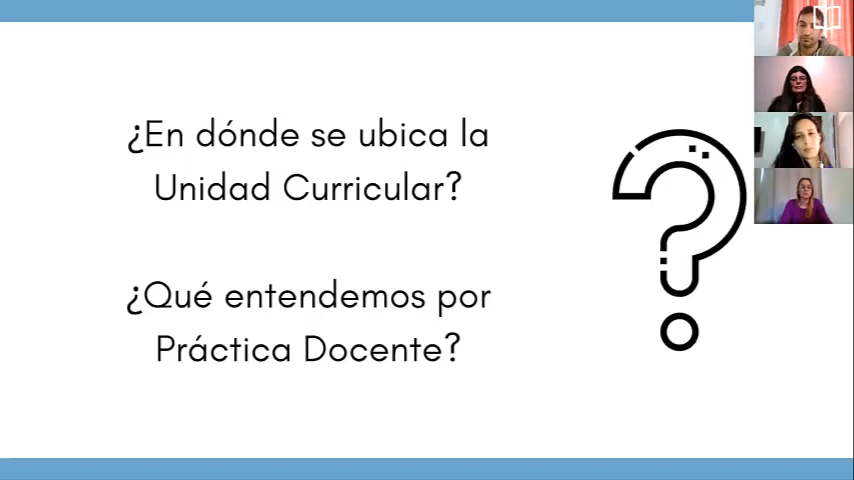 ¿En dónde se ubica la
Unidad Curricular?
¿Qué entendemos por
Práctica Docente?